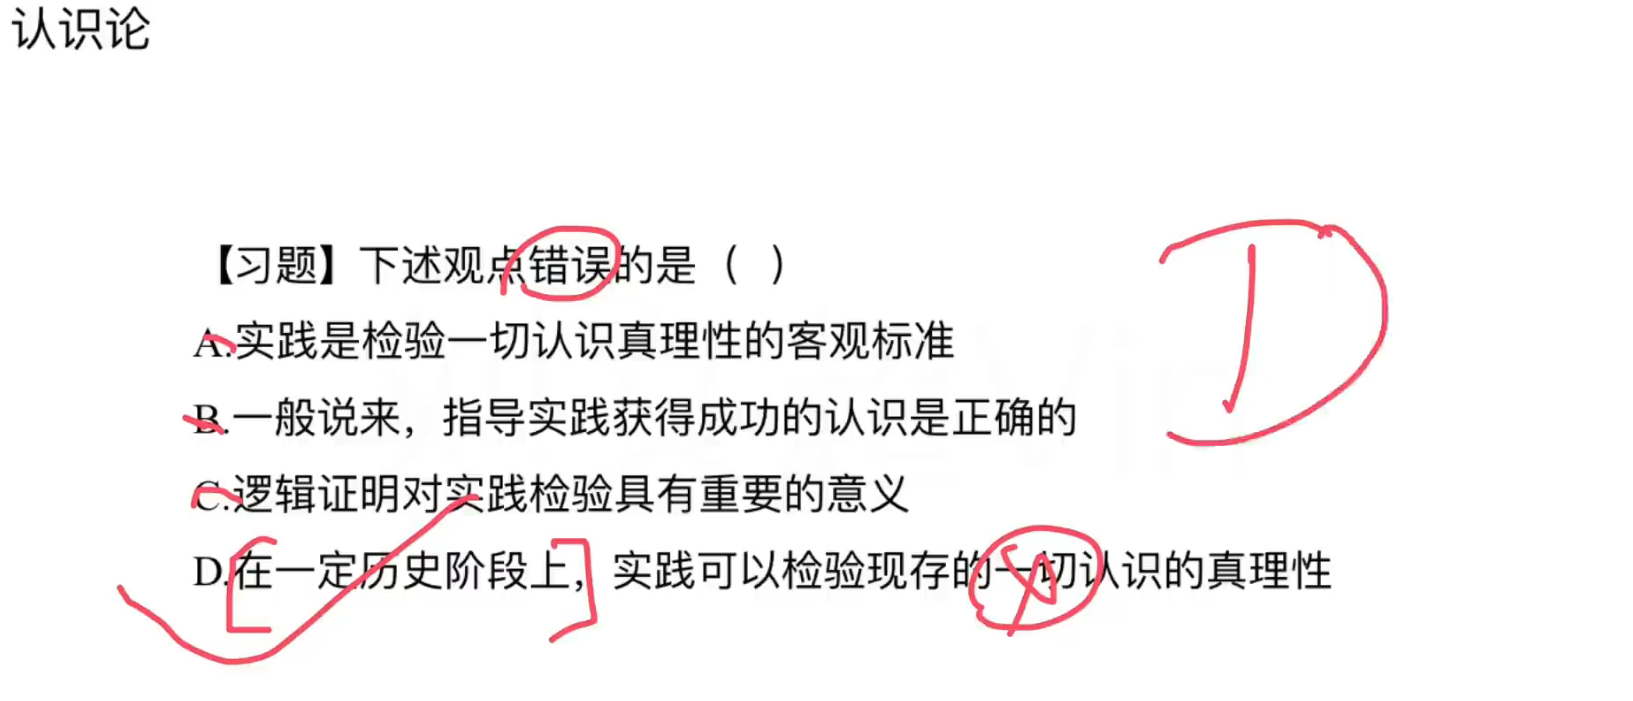 认识论
【习题】下述观点错误的是（ ）
A.实践是检验一切认识真理性的客观标准
B.一般说来，指导实践获得成功的认识是正确的
C.逻辑证明对实践检验具有重要的意义
D.在一定历史阶段上，实践可以检验现存的一切认识的真理性
D